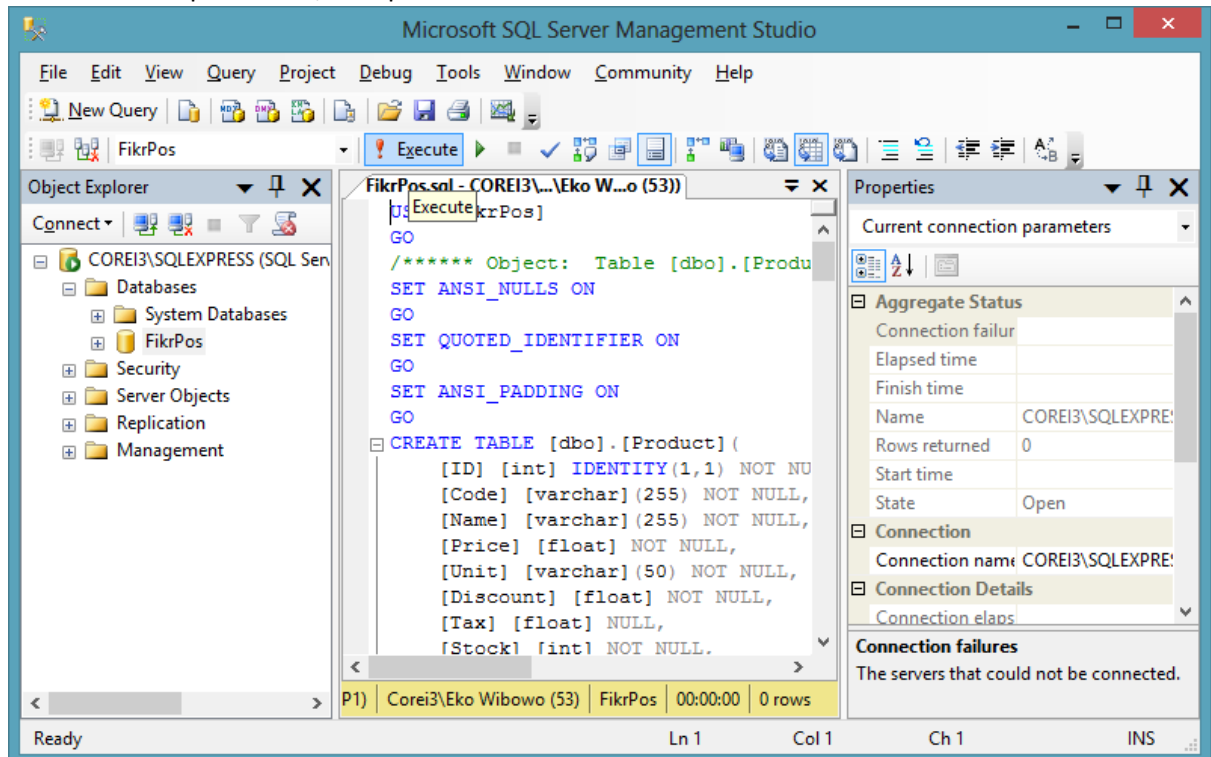 Microsoft SQL Server Management Studio
File Edit View Query Project Debug Tools Window Community Help
New Query
FikrPos Execute
Object Explorer
Connect
COREI3\SQLEXPRESS (SQL Serv
Databases
System Databases
FikrPos
Security
Server Objects
Replication
Management
FikrPos.sql - COREI3\...\Eko W...o (53))
Execute
krPos]
GO
/****** Object: Table [dbo].[Produ
SET ANSI_NULLS ON
GO
SET QUOTED_IDENTIFIER ON
GO
SET ANSI_PADDING ON
GO
CREATE TABLE [dbo].[Product](
[ID] [int] IDENTITY(1,1) NOT NU
[Code] [varchar](255) NOT NULL,
[Name] [varchar](255) NOT NULL,
[Price] [float] NOT NULL,
[Unit] [varchar](50) NOT NULL,
[Discount] [float] NOT NULL,
[Tax] [float] NULL,
[Stock] [int] NOT NULL,
P1) Corei3\Eko Wibowo (53) FikrPos 00:00:00 0 rows
Properties
Current connection parameters
Aggregate Status
Connection failur
Elapsed time
Finish time
Name COREI3\SQLEXPRES
Rows returned 0
Start time
State Open
Connection
Connection name COREI3\SQLEXPRES
Connection Details
Connection elaps
Connection failures
The servers that could not be connected.
Ready Ln 1 Col 1 Ch 1 INS